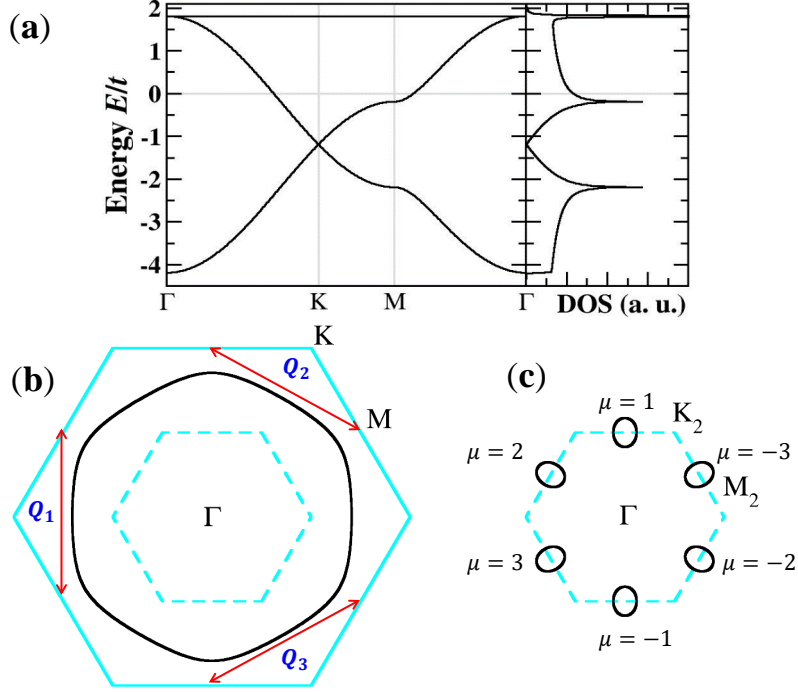 (a)
Energy E/t
2
1
0
-1
-2
-3
-4
Γ
K
M
Γ
DOS (a. u.)
(b)
K
Q₂
M
Q₁
Γ
Q₃
(c)
μ = 1
K₂
μ = 2
μ = −3
M₂
Γ
μ = 3
μ = −2
μ = −1